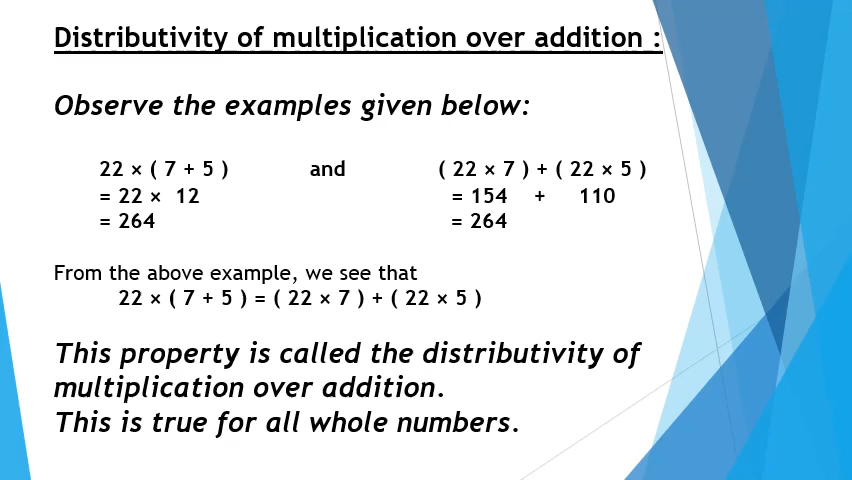 Distributivity of multiplication over addition :
Observe the examples given below:
22 × ( 7 + 5 ) and ( 22 × 7 ) + ( 22 × 5 )
= 22 × 12 = 154 + 110
= 264 = 264
From the above example, we see that
22 × ( 7 + 5 ) = ( 22 × 7 ) + ( 22 × 5 )
This property is called the distributivity of
multiplication over addition.
This is true for all whole numbers.